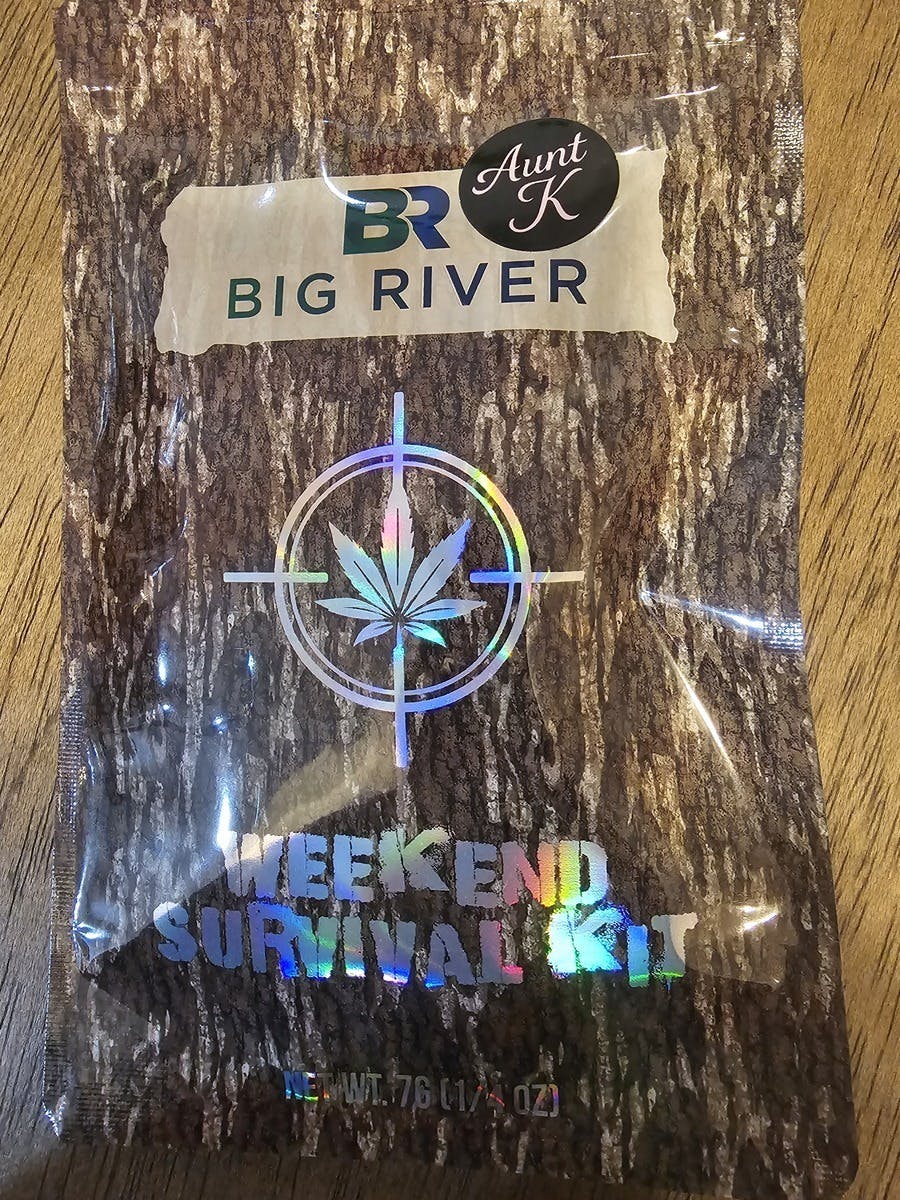 Aunt
K
BR
BIG RIVER
WEEKEND
SURVIVAL KIT
NET WT. 7G (1/4 OZ)